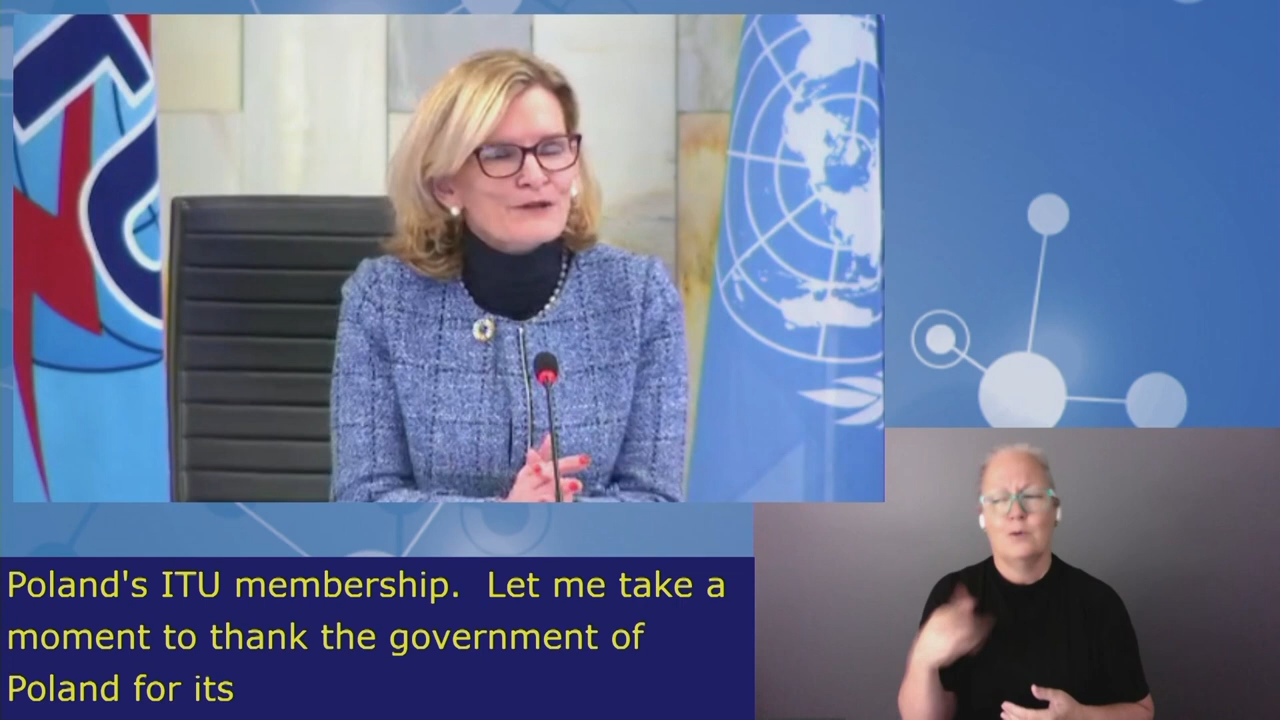 Poland's ITU membership.  Let me take a
moment to thank the government of
Poland for its